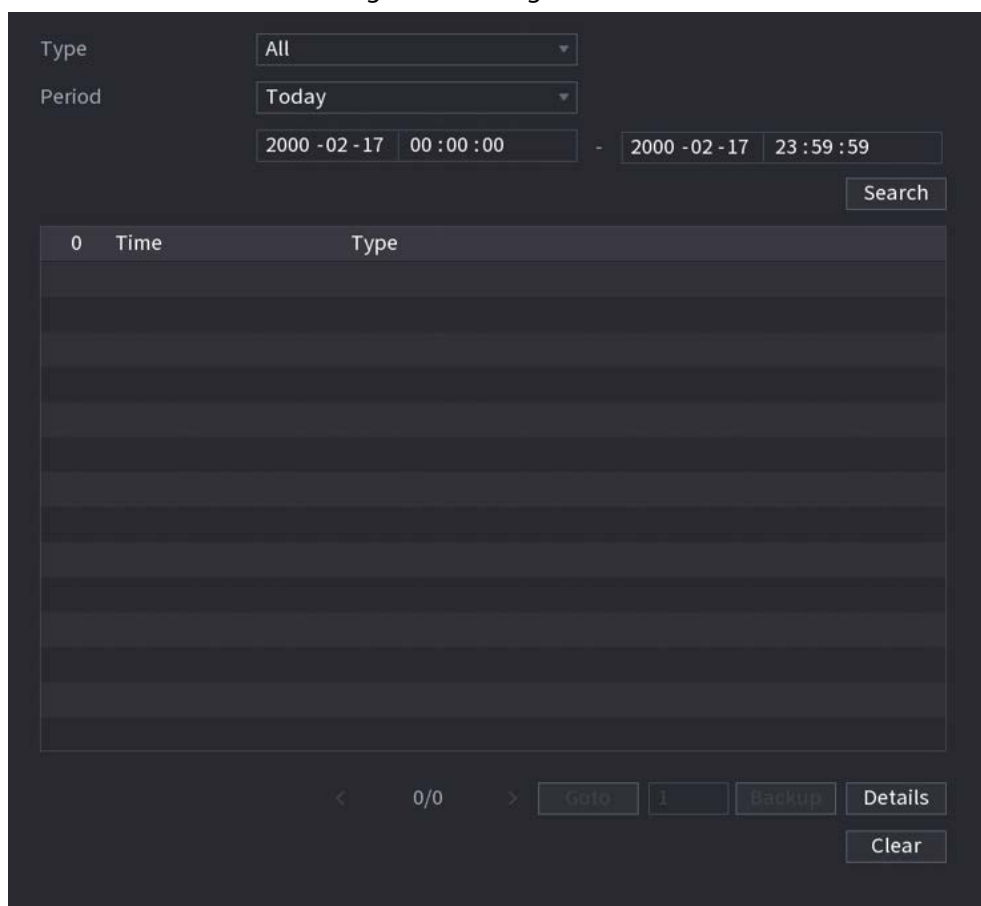 Type All
Period Today
2000 -02 -17 00 : 00 : 00 - 2000 -02 -17 23 : 59 : 59
Search
0 Time Type
< 0/0 > Goto 1 Backup Details
Clear